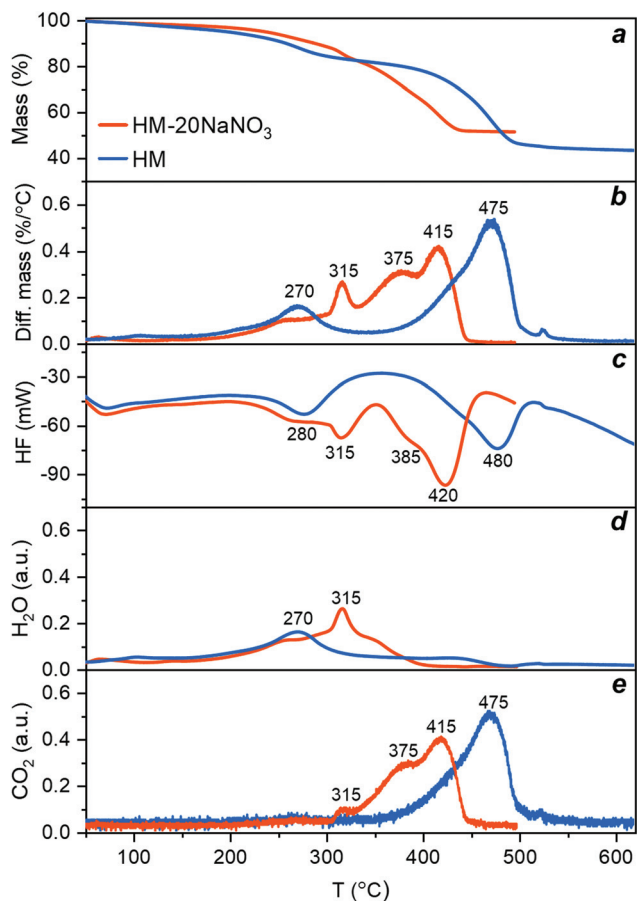 a
Mass (%)
100
80
60
40
HM-20NaNO₃
HM
b
Diff. mass (%/°C)
0.6
0.4
0.2
0.0
270
315
375
415
475
c
HF (mW)
-30
-60
-90
280
315
385
420
480
d
H₂O (a.u.)
0.6
0.4
0.2
0.0
270
315
e
CO₂ (a.u.)
0.6
0.4
0.2
0.0
315
375
415
475
100 200 300 400 500 600
T (°C)